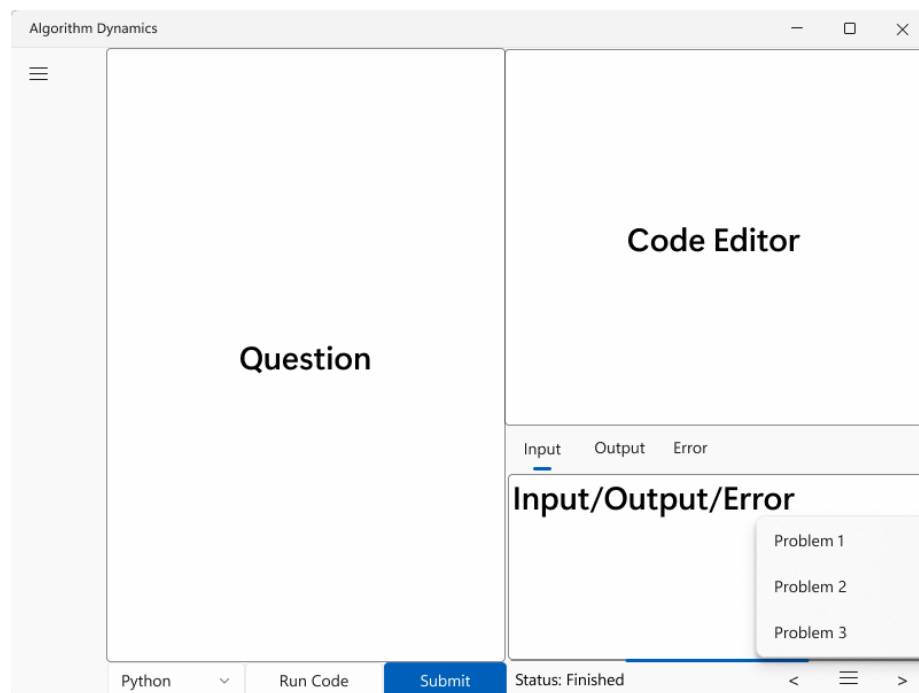 Algorithm Dynamics
Question
Code Editor
Input Output Error
Input/Output/Error
Problem 1
Problem 2
Problem 3
Python Run Code Submit Status: Finished < >